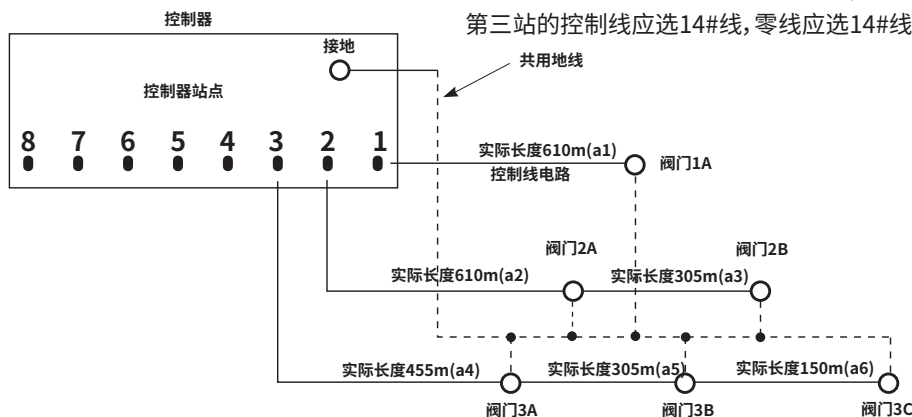 控制器
第三站的控制线应选14#线,零线应选14#线
接地
共用地线
控制器站点
8 7 6 5 4 3 2 1
实际长度610m(a1)
阀门1A
控制线电路
阀门2A
阀门2B
实际长度610m(a2)
实际长度305m(a3)
实际长度455m(a4)
实际长度305m(a5)
实际长度150m(a6)
阀门3A
阀门3B
阀门3C